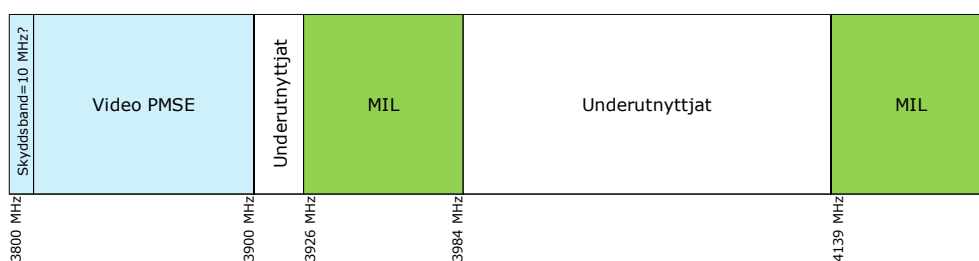 Skyddsband=10 MHz?
Video PMSE
Underutnyttjat
MIL
Underutnyttjat
MIL
3800 MHz
3900 MHz
3926 MHz
3984 MHz
4139 MHz